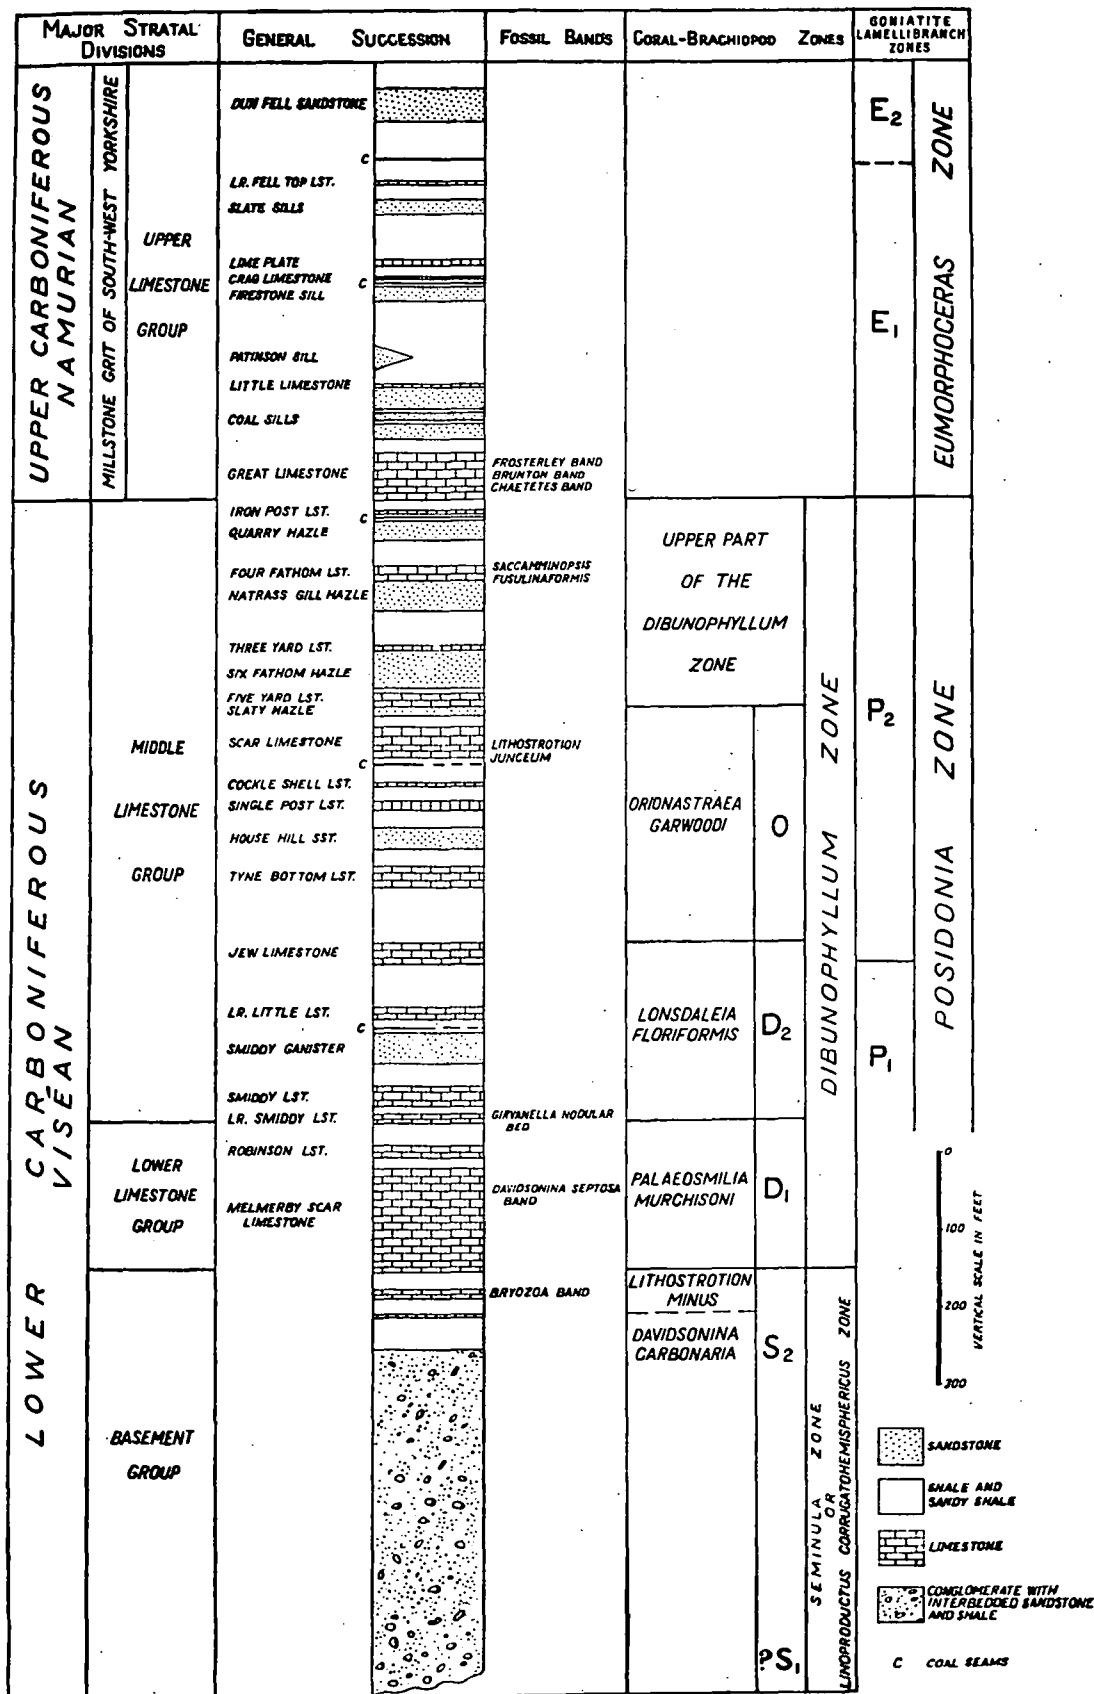 MAJOR STRATAL
DIVISIONS
GENERAL SUCCESSION
FOSSIL BANDS
CORAL-BRACHIOPOD ZONES
GONIATITE
LAMELLIBRANCH
ZONES
UPPER CARBONIFEROUS
NAMURIAN
MILLSTONE GRIT OF SOUTH-WEST YORKSHIRE
UPPER
LIMESTONE
GROUP
DUN FELL SANDSTONE
C
LR. FELL TOP LST.
SLATE SILLS
LIME PLATE
CRAG LIMESTONE
C
FIRESTONE SILL
PATINSON SILL
LITTLE LIMESTONE
COAL SILLS
GREAT LIMESTONE
FROSTERLEY BAND
BRUNTON BAND
CHAETETES BAND
E2
E1
EUMORPHOCERAS ZONE
LOWER CARBONIFEROUS
VISÉAN
MIDDLE
LIMESTONE
GROUP
IRON POST LST.
C
QUARRY HAZLE
FOUR FATHOM LST.
NATRASS GILL HAZLE
THREE YARD LST.
SIX FATHOM HAZLE
FIVE YARD LST.
SLATY HAZLE
SCAR LIMESTONE
C
COCKLE SHELL LST.
SINGLE POST LST.
HOUSE HILL SST.
TYNE BOTTOM LST.
JEW LIMESTONE
LR. LITTLE LST.
C
SMIDDY GANISTER
SMIDDY LST.
LR. SMIDDY LST.
SACCAMMINOPSIS
FUSULINAFORMIS
LITHOSTROTION
JUNCEUM
GIRVANELLA NODULAR
BED
UPPER PART
OF THE
DIBUNOPHYLLUM
ZONE
ORIONASTRAEA
GARWOODI
O
LONSDALEIA
FLORIFORMIS
D2
DIBUNOPHYLLUM ZONE
P2
P1
POSIDONIA ZONE
LOWER
LIMESTONE
GROUP
ROBINSON LST.
MELMERBY SCAR
LIMESTONE
DAVIDSONINA SEPTOSA
BAND
PALAEOSMILIA
MURCHISONI
D1
BASEMENT
GROUP
BRYOZOA BAND
LITHOSTROTION
MINUS
DAVIDSONINA
CARBONARIA
S2
?S1
SEMINULA ZONE
OR
LINOPRODUCTUS CORRUGATOHEMISPHERICUS ZONE
0
100
200
300
VERTICAL SCALE IN FEET
SANDSTONE
SHALE AND
SANDY SHALE
LIMESTONE
CONGLOMERATE WITH
INTERBEDDED SANDSTONE
AND SHALE
C COAL SEAMS